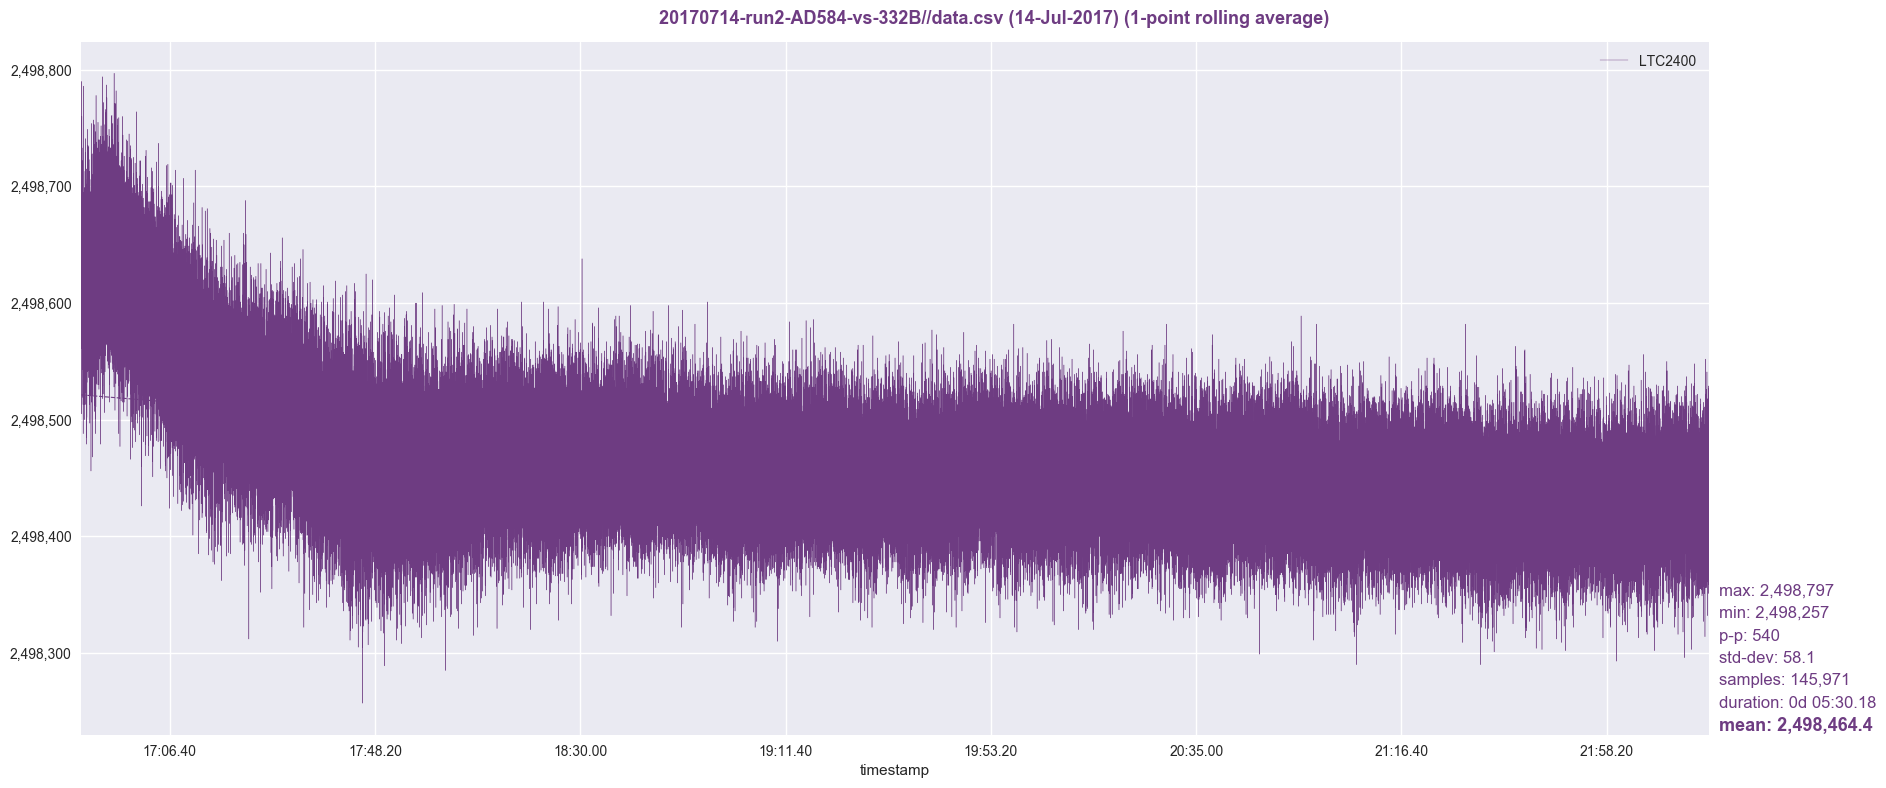 20170714-run2-AD584-vs-332B//data.csv (14-Jul-2017) (1-point rolling average)
LTC2400
2,498,800
2,498,700
2,498,600
2,498,500
2,498,400
2,498,300
max: 2,498,797
min: 2,498,257
p-p: 540
std-dev: 58.1
samples: 145,971
duration: 0d 05:30.18
mean: 2,498,464.4
17:06.40 17:48.20 18:30.00 19:11.40 19:53.20 20:35.00 21:16.40 21:58.20
timestamp